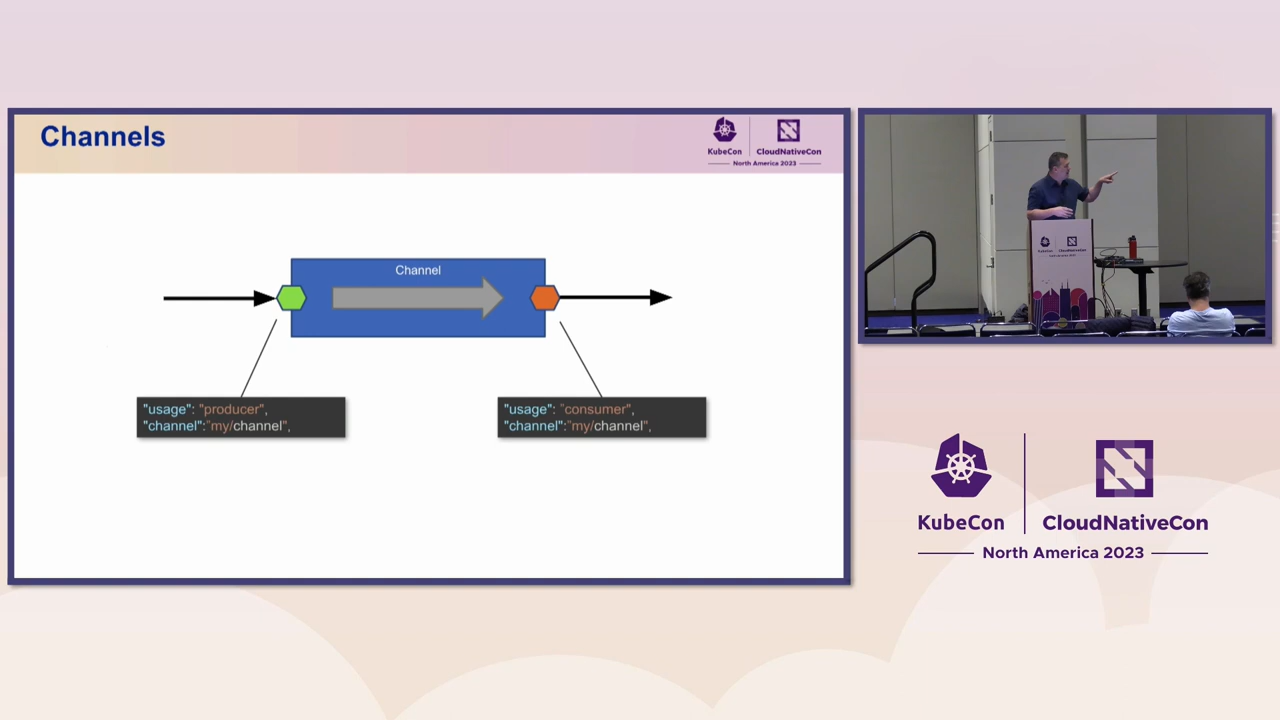 Channels
KubeCon
CloudNativeCon
North America 2023
Channel
"usage": "producer",
"channel":"my/channel",
"usage": "consumer",
"channel":"my/channel",
KubeCon
CloudNativeCon
North America 2023